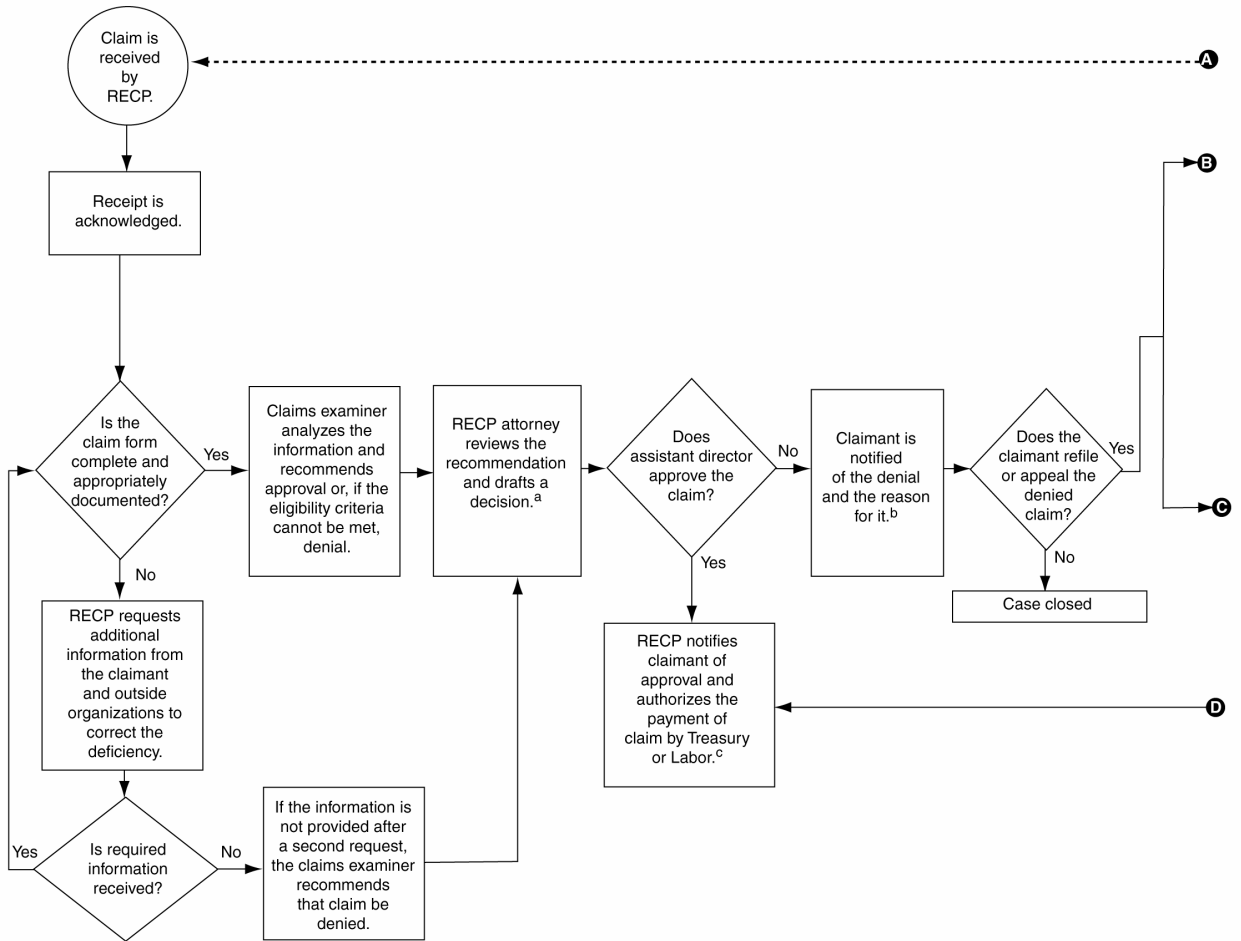 Claim is
received
by
RECP.
A
B
Receipt is
acknowledged.
Is the
claim form
complete and
appropriately
documented?
Yes
No
Claims examiner
analyzes the
information and
recommends
approval or, if the
eligibility criteria
cannot be met,
denial.
RECP attorney
reviews the
recommendation
and drafts a
decision.a
Does
assistant director
approve the
claim?
No
Yes
Claimant is
notified
of the denial
and the reason
for it.b
Does the
claimant refile
or appeal the
denied
claim?
Yes
No
C
Case closed
RECP requests
additional
information from
the claimant
and outside
organizations to
correct the
deficiency.
RECP notifies
claimant of
approval and
authorizes the
payment of
claim by Treasury
or Labor.c
D
Is required
information
received?
Yes
No
If the information is
not provided after
a second request,
the claims examiner
recommends
that claim be
denied.